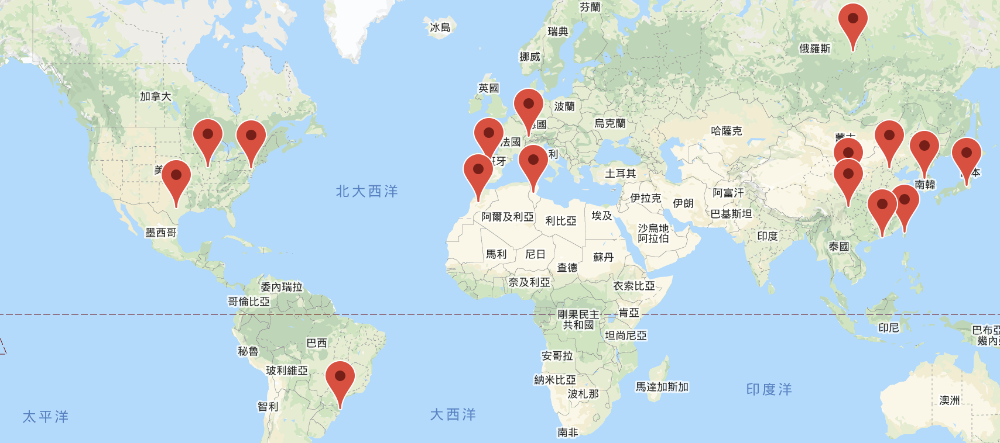 芬蘭
冰島
瑞典
俄羅斯
挪威
英國
加拿大
波蘭
國
烏克蘭
哈薩克
蒙古
法國
利
牙
美
土耳其
本
南韓
北大西洋
阿富汗
伊拉克
伊朗
巴基斯坦
阿爾及利亞
利比亞
埃及
沙烏地
阿拉伯
墨西哥
印度
泰國
馬利
尼日
蘇丹
查德
奈及利亞
衣索比亞
委內瑞拉
哥倫比亞
剛果民主
共和國
肯亞
印尼
巴布亞
幾內亞
坦尚尼亞
巴西
秘魯
安哥拉
玻利維亞
納米比亞
馬達加斯加
印度洋
波札那
澳洲
智利
太平洋
大西洋
南非